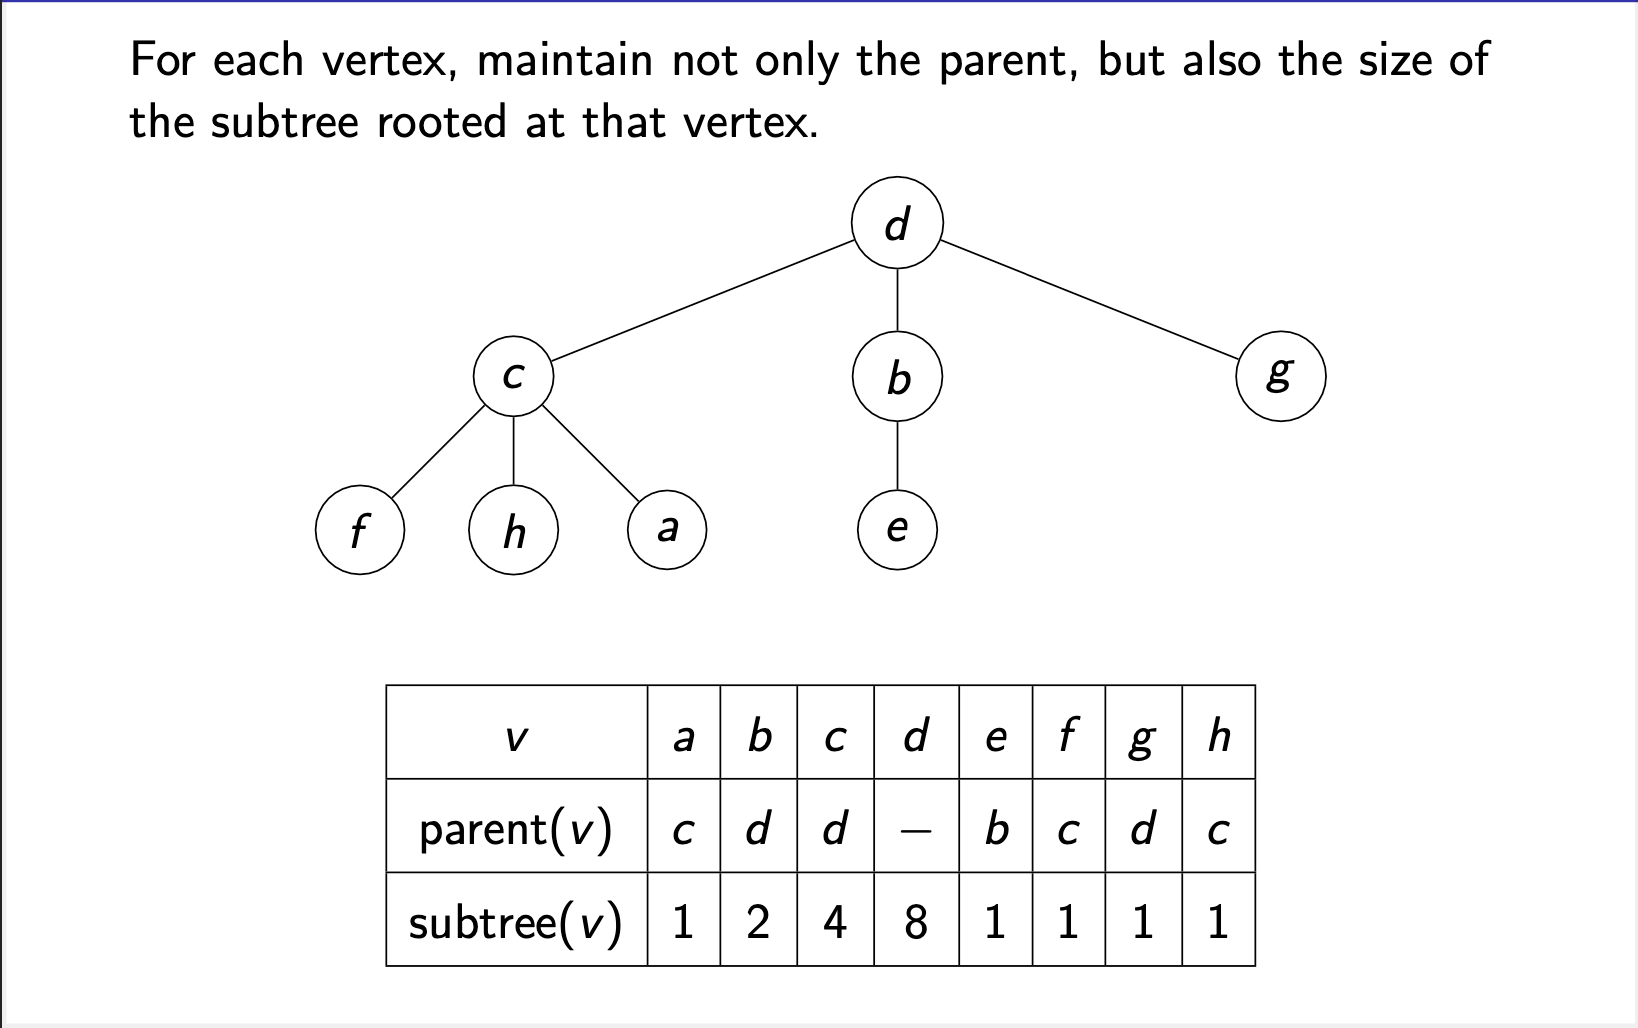 For each vertex, maintain not only the parent, but also the size of
the subtree rooted at that vertex.
d
c b g
f h a e
v a b c d e f g h
parent(v) c d d – b c d c
subtree(v) 1 2 4 8 1 1 1 1